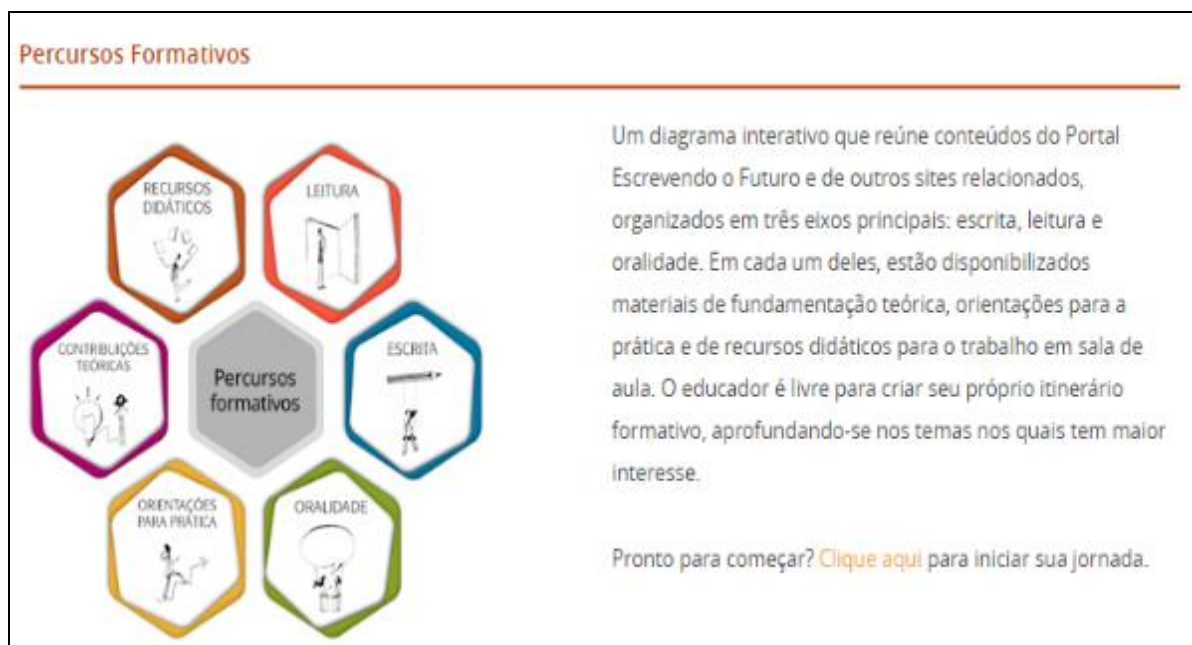 Percursos Formativos
RECURSOS
DIDÁTICOS
LEITURA
CONTRIBUIÇÕES
TEÓRICAS
Percursos
formativos
ESCRITA
ORIENTAÇÕES
PARA PRÁTICA
ORALIDADE
Um diagrama interativo que reúne conteúdos do Portal
Escrevendo o Futuro e de outros sites relacionados,
organizados em três eixos principais: escrita, leitura e
oralidade. Em cada um deles, estão disponibilizados
materiais de fundamentação teórica, orientações para a
prática e de recursos didáticos para o trabalho em sala de
aula. O educador é livre para criar seu próprio itinerário
formativo, aprofundando-se nos temas nos quais tem maior
interesse.
Pronto para começar? Clique aqui para iniciar sua jornada.